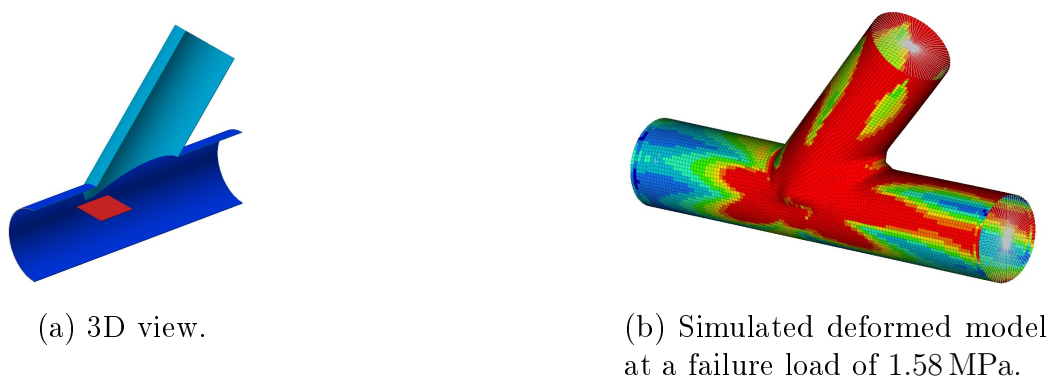 (a) 3D view.
(b) Simulated deformed model
at a failure load of 1.58 MPa.